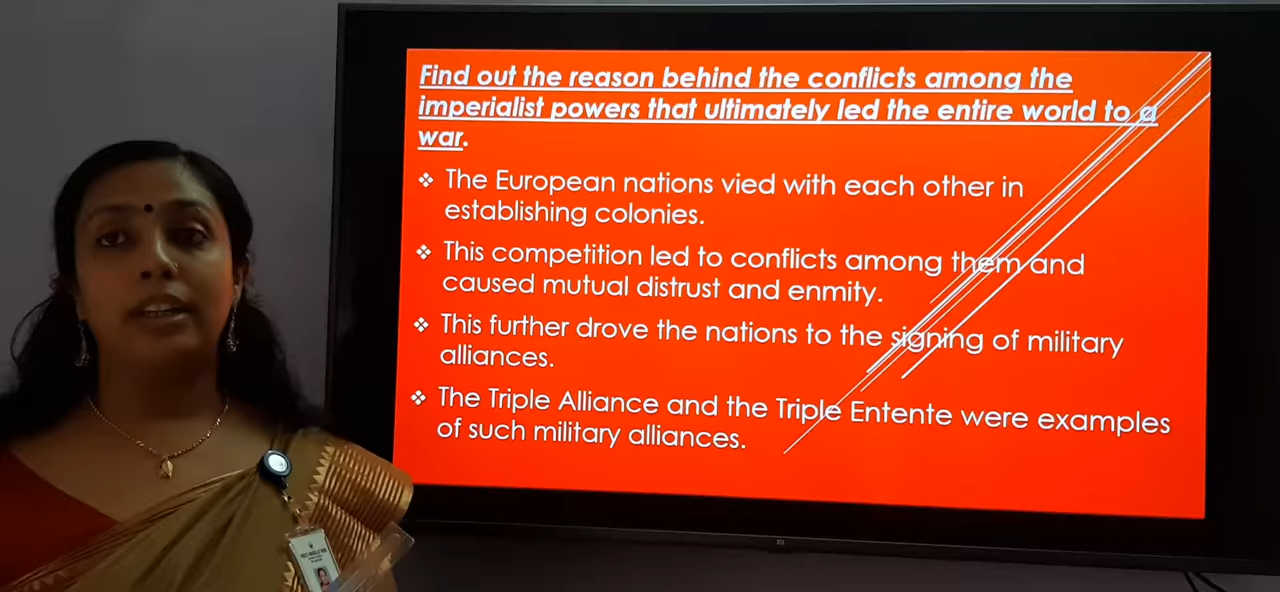 Find out the reason behind the conflicts among the
imperialist powers that ultimately led the entire world to a
war.
❖ The European nations vied with each other in
establishing colonies.
❖ This competition led to conflicts among them and
caused mutual distrust and enmity.
❖ This further drove the nations to the signing of military
alliances.
❖ The Triple Alliance and the Triple Entente were examples
of such military alliances.
mi